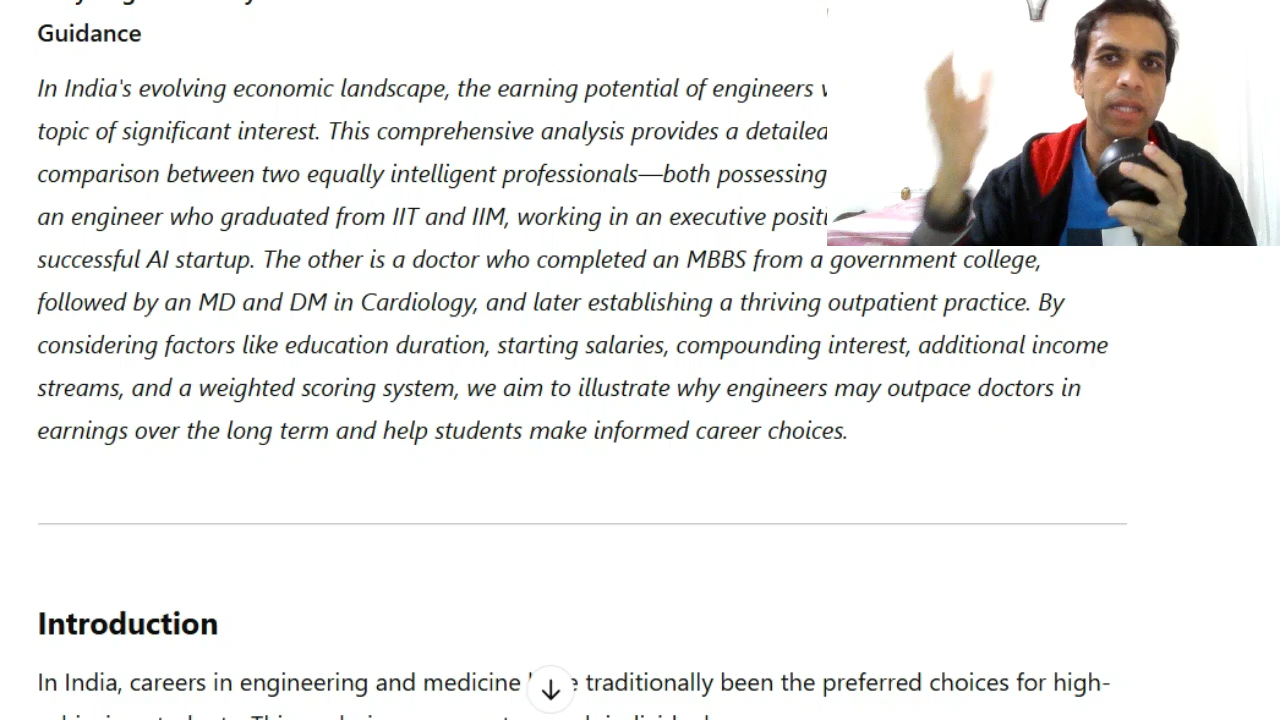 Guidance
In India's evolving economic landscape, the earning potential of engineers
topic of significant interest. This comprehensive analysis provides a detailed
comparison between two equally intelligent professionals—both possessing
an engineer who graduated from IIT and IIM, working in an executive
successful AI startup. The other is a doctor who completed an MBBS from a government college,
followed by an MD and DM in Cardiology, and later establishing a thriving outpatient practice. By
considering factors like education duration, starting salaries, compounding interest, additional income
streams, and a weighted scoring system, we aim to illustrate why engineers may outpace doctors in
earnings over the long term and help students make informed career choices.
Introduction
In India, careers in engineering and medicine traditionally been the preferred choices for high-